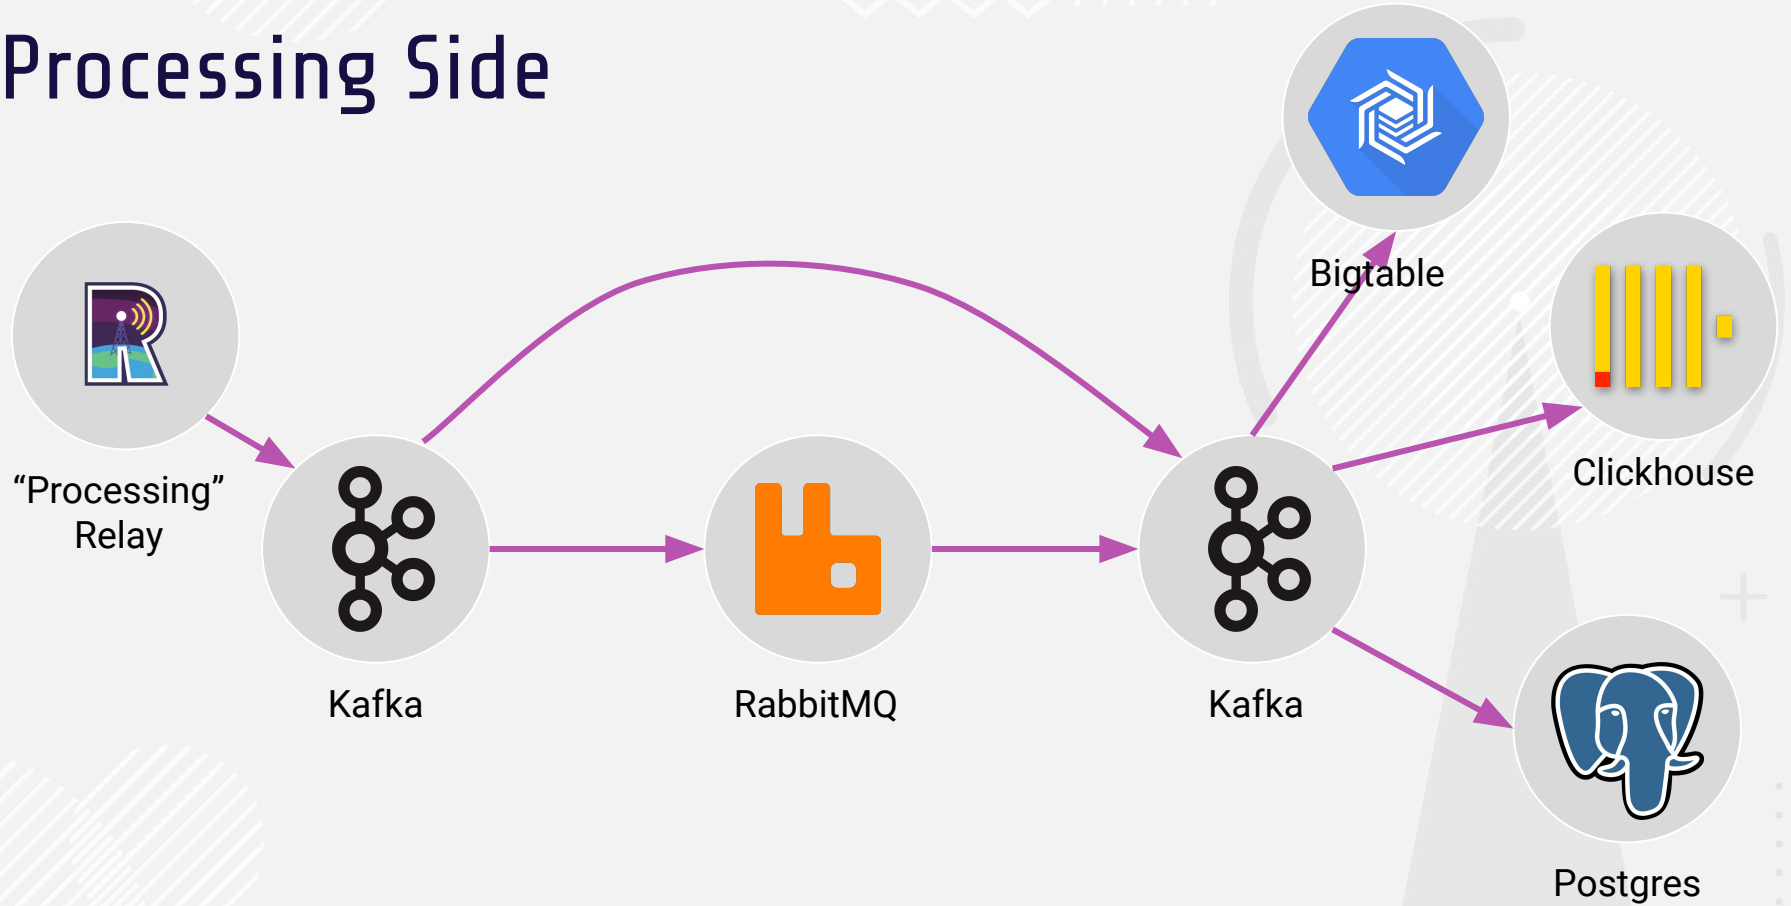 Processing Side
Bigtable
Clickhouse
“Processing”
Relay
Kafka
RabbitMQ
Kafka
Postgres